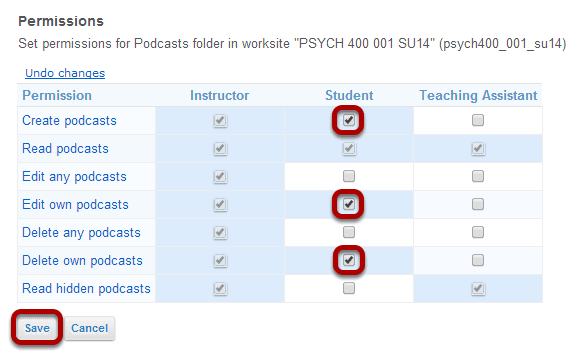 Permissions
Set permissions for Podcasts folder in worksite "PSYCH 400 001 SU14" (psych400_001_su14)
Undo changes
Permission Instructor Student Teaching Assistant
Create podcasts
Read podcasts
Edit any podcasts
Edit own podcasts
Delete any podcasts
Delete own podcasts
Read hidden podcasts
Save Cancel